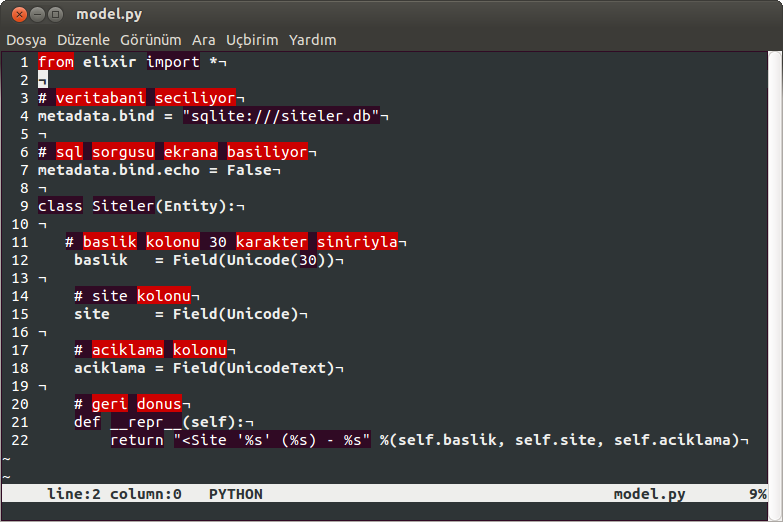 model.py
Dosya Düzenle Görünüm Ara Uçbirim Yardım
1 from elixir import *¬
2 ¬
3 # veritabani seciliyor¬
4 metadata.bind = "sqlite:///siteler.db"¬
5 ¬
6 # sql sorgusu ekrana basiliyor¬
7 metadata.bind.echo = False¬
8 ¬
9 class Siteler(Entity):¬
10 ¬
11    # baslik kolonu 30 karakter siniriyla¬
12     baslik   = Field(Unicode(30))¬
13 ¬
14     # site kolonu¬
15     site     = Field(Unicode)¬
16 ¬
17     # aciklama kolonu¬
18     aciklama = Field(UnicodeText)¬
19 ¬
20     # geri donus¬
21     def __repr__(self):¬
22         return "<Site '%s' (%s) - %s" %(self.baslik, self.site, self.aciklama)¬
~
~
line:2 column:0   PYTHON   model.py   9%